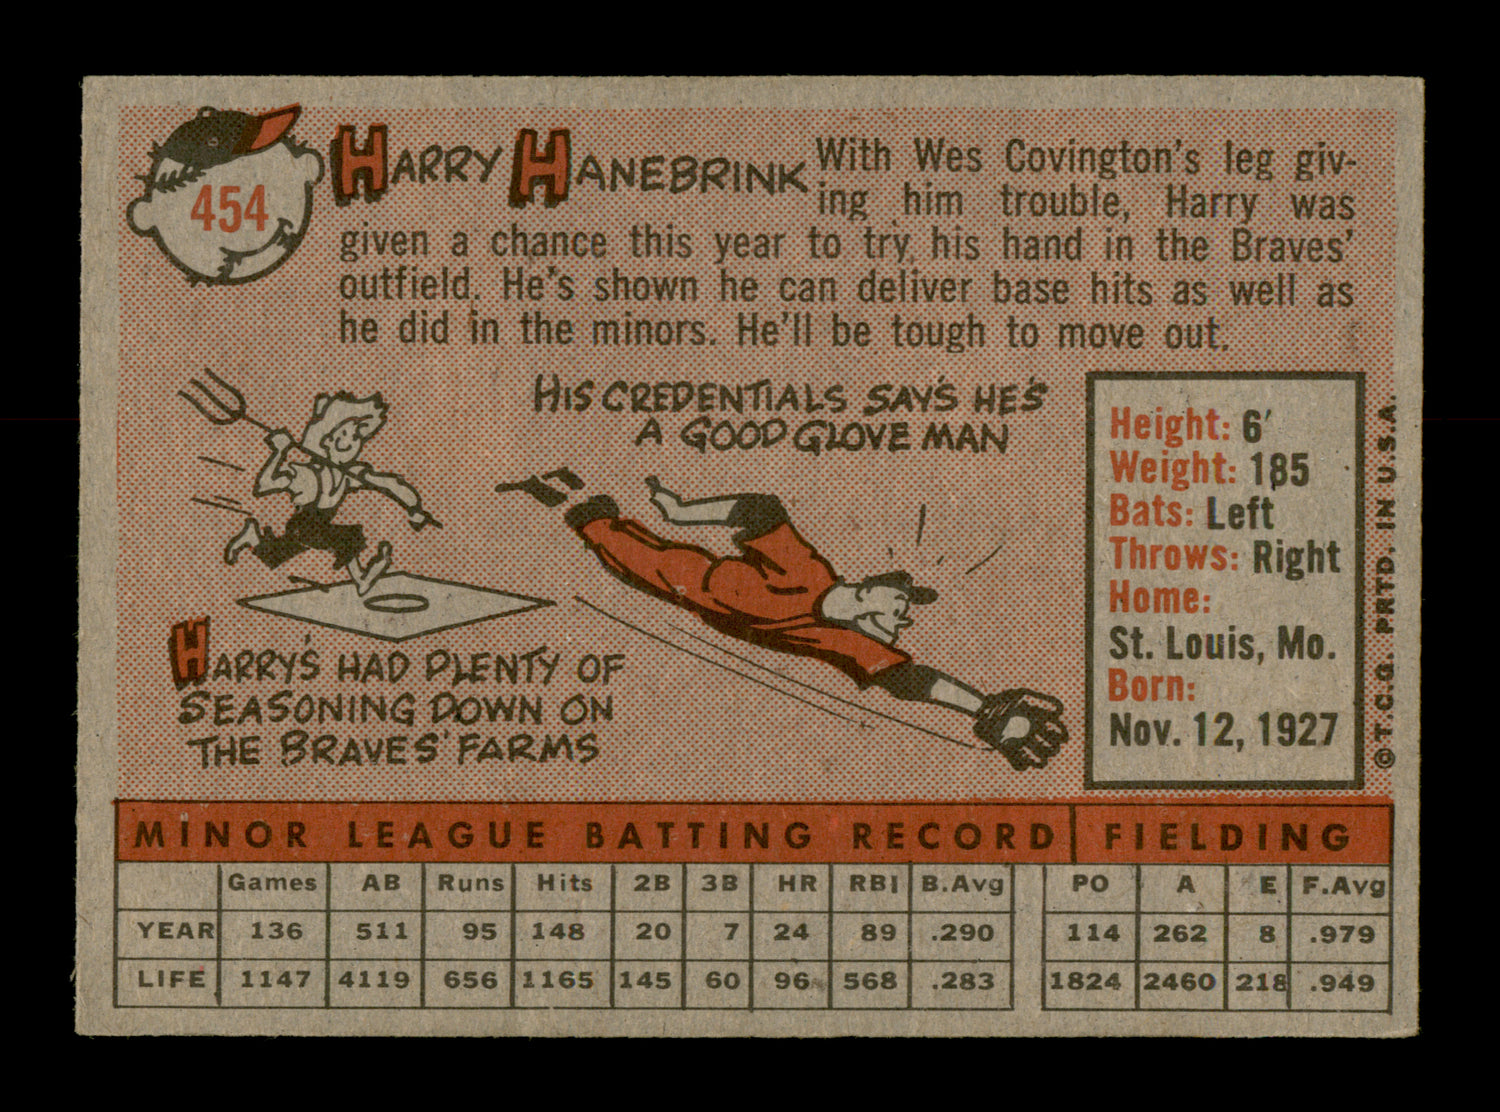 454
HARRY HANEBRINK
With Wes Covington's leg giv-
ing him trouble, Harry was
given a chance this year to try his hand in the Braves'
outfield. He's shown he can deliver base hits as well as
he did in the minors. He'll be tough to move out.
HIS CREDENTIALS SAY'S HE'S
A GOOD GLOVE MAN
HARRY'S HAD PLENTY OF
SEASONING DOWN ON
THE BRAVES' FARMS
Height: 6'
Weight: 185
Bats: Left
Throws: Right
Home:
St. Louis, Mo.
Born:
Nov. 12, 1927
©T.C.G. PRTD. IN U.S.A.
MINOR LEAGUE BATTING RECORD FIELDING
Games AB Runs Hits 2B 3B HR RBI B.Avg PO A E F.Avg
YEAR 136 511 95 148 20 7 24 89 .290 114 262 8 .979
LIFE 1147 4119 656 1165 145 60 96 568 .283 1824 2460 218 .949